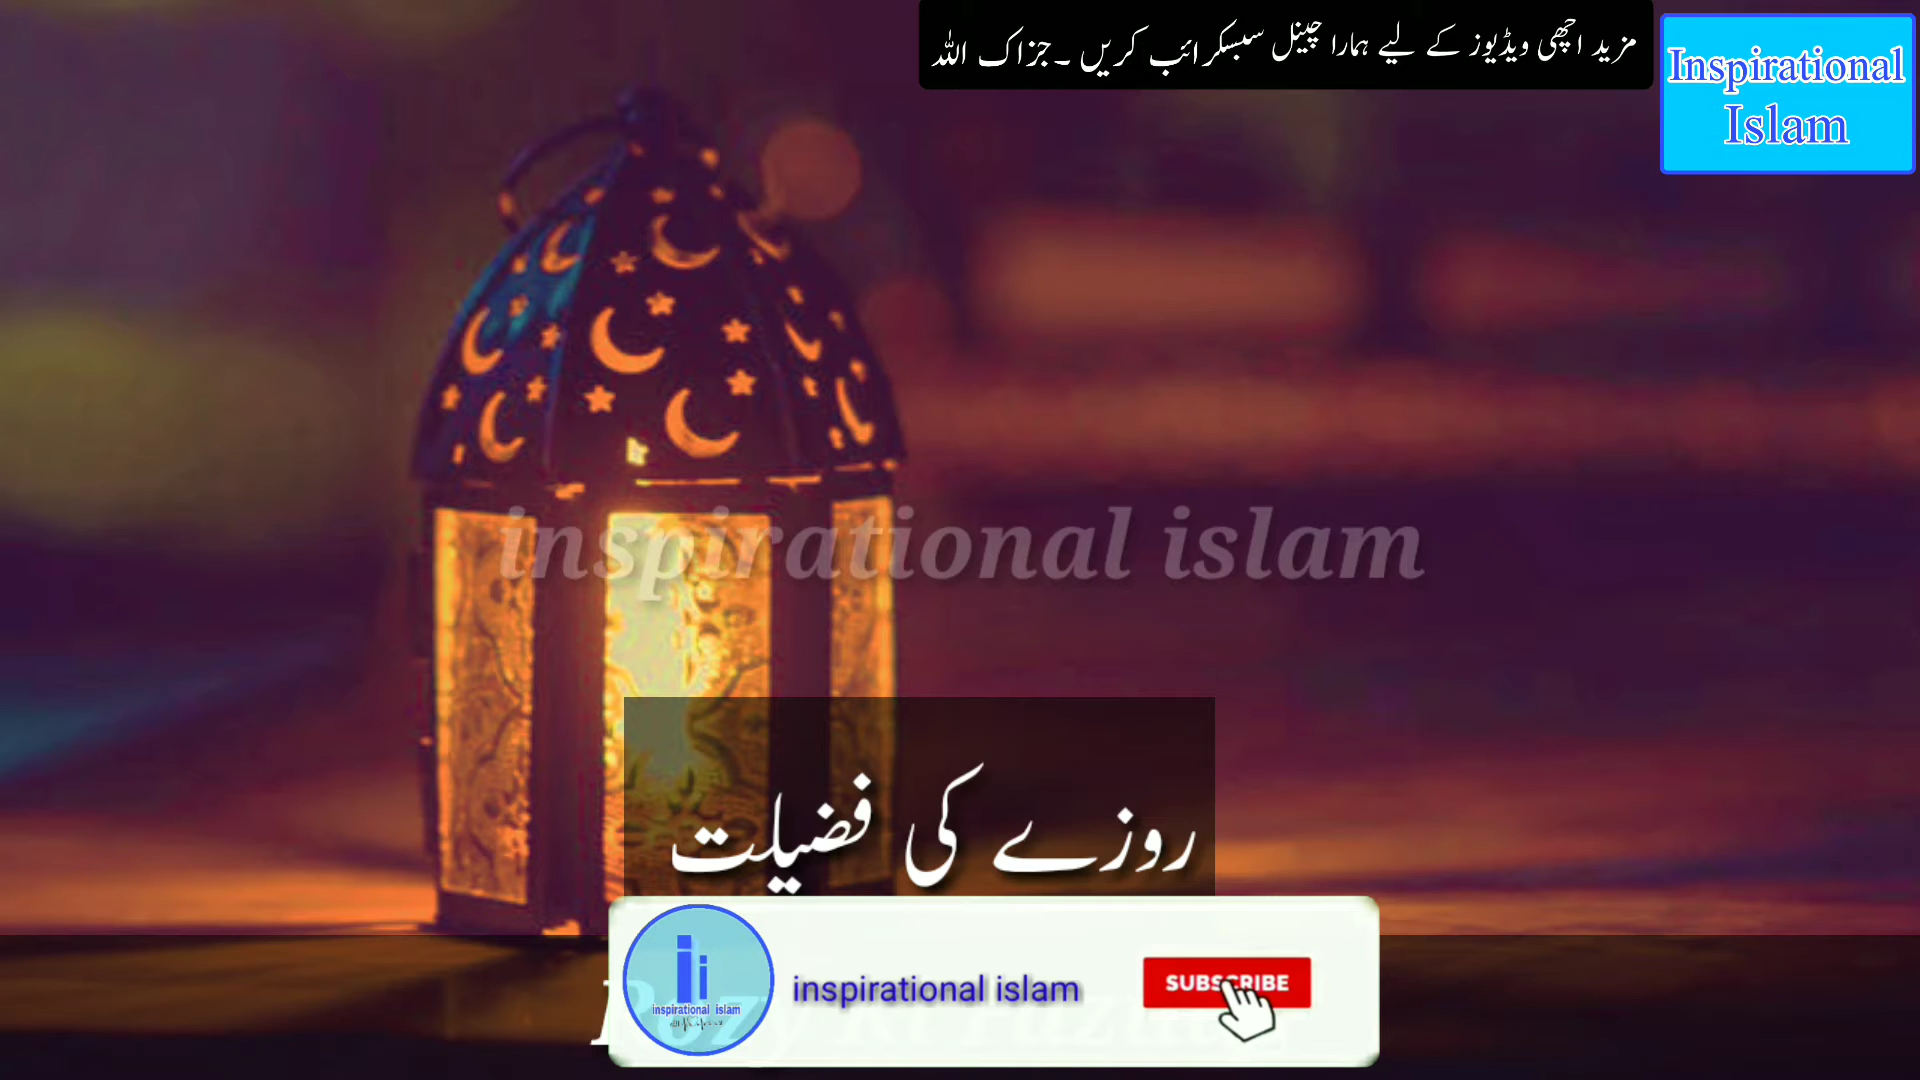 مزید اچھی ویڈیوز کے لیے ہمارا چینل سبسکرائب کریں ۔جزاک اللہ
Inspirational
Islam
inspirational islam
روزے کی فضیلت
inspirational islam
inspirational islam
SUBSCRIBE